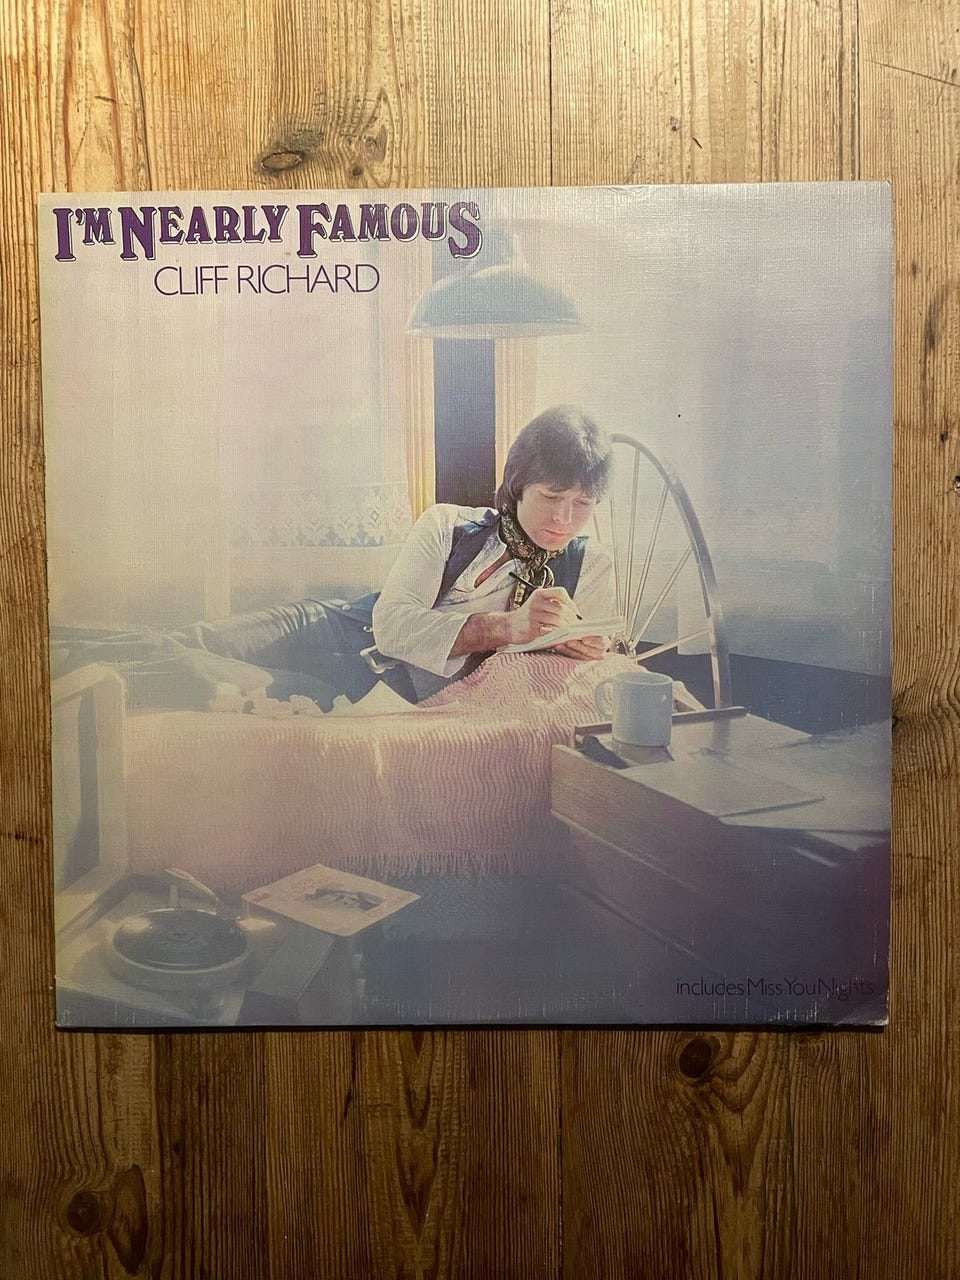 I'M NEARLY FAMOUS
CLIFF RICHARD
includes Miss You Nights